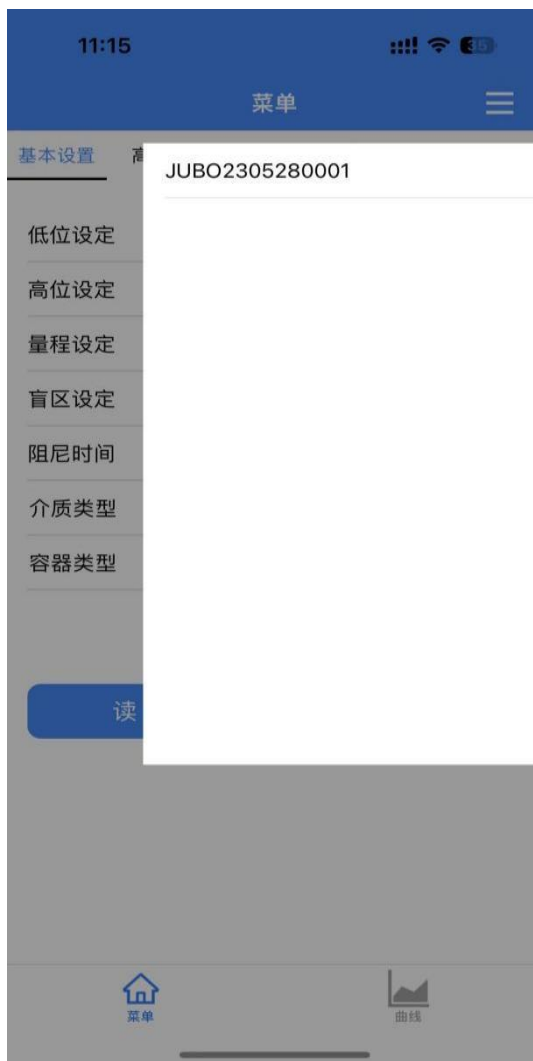 11:15
35
菜单
基本设置 高
JUBO2305280001
低位设定
高位设定
量程设定
盲区设定
阻尼时间
介质类型
容器类型
读
菜单
曲线